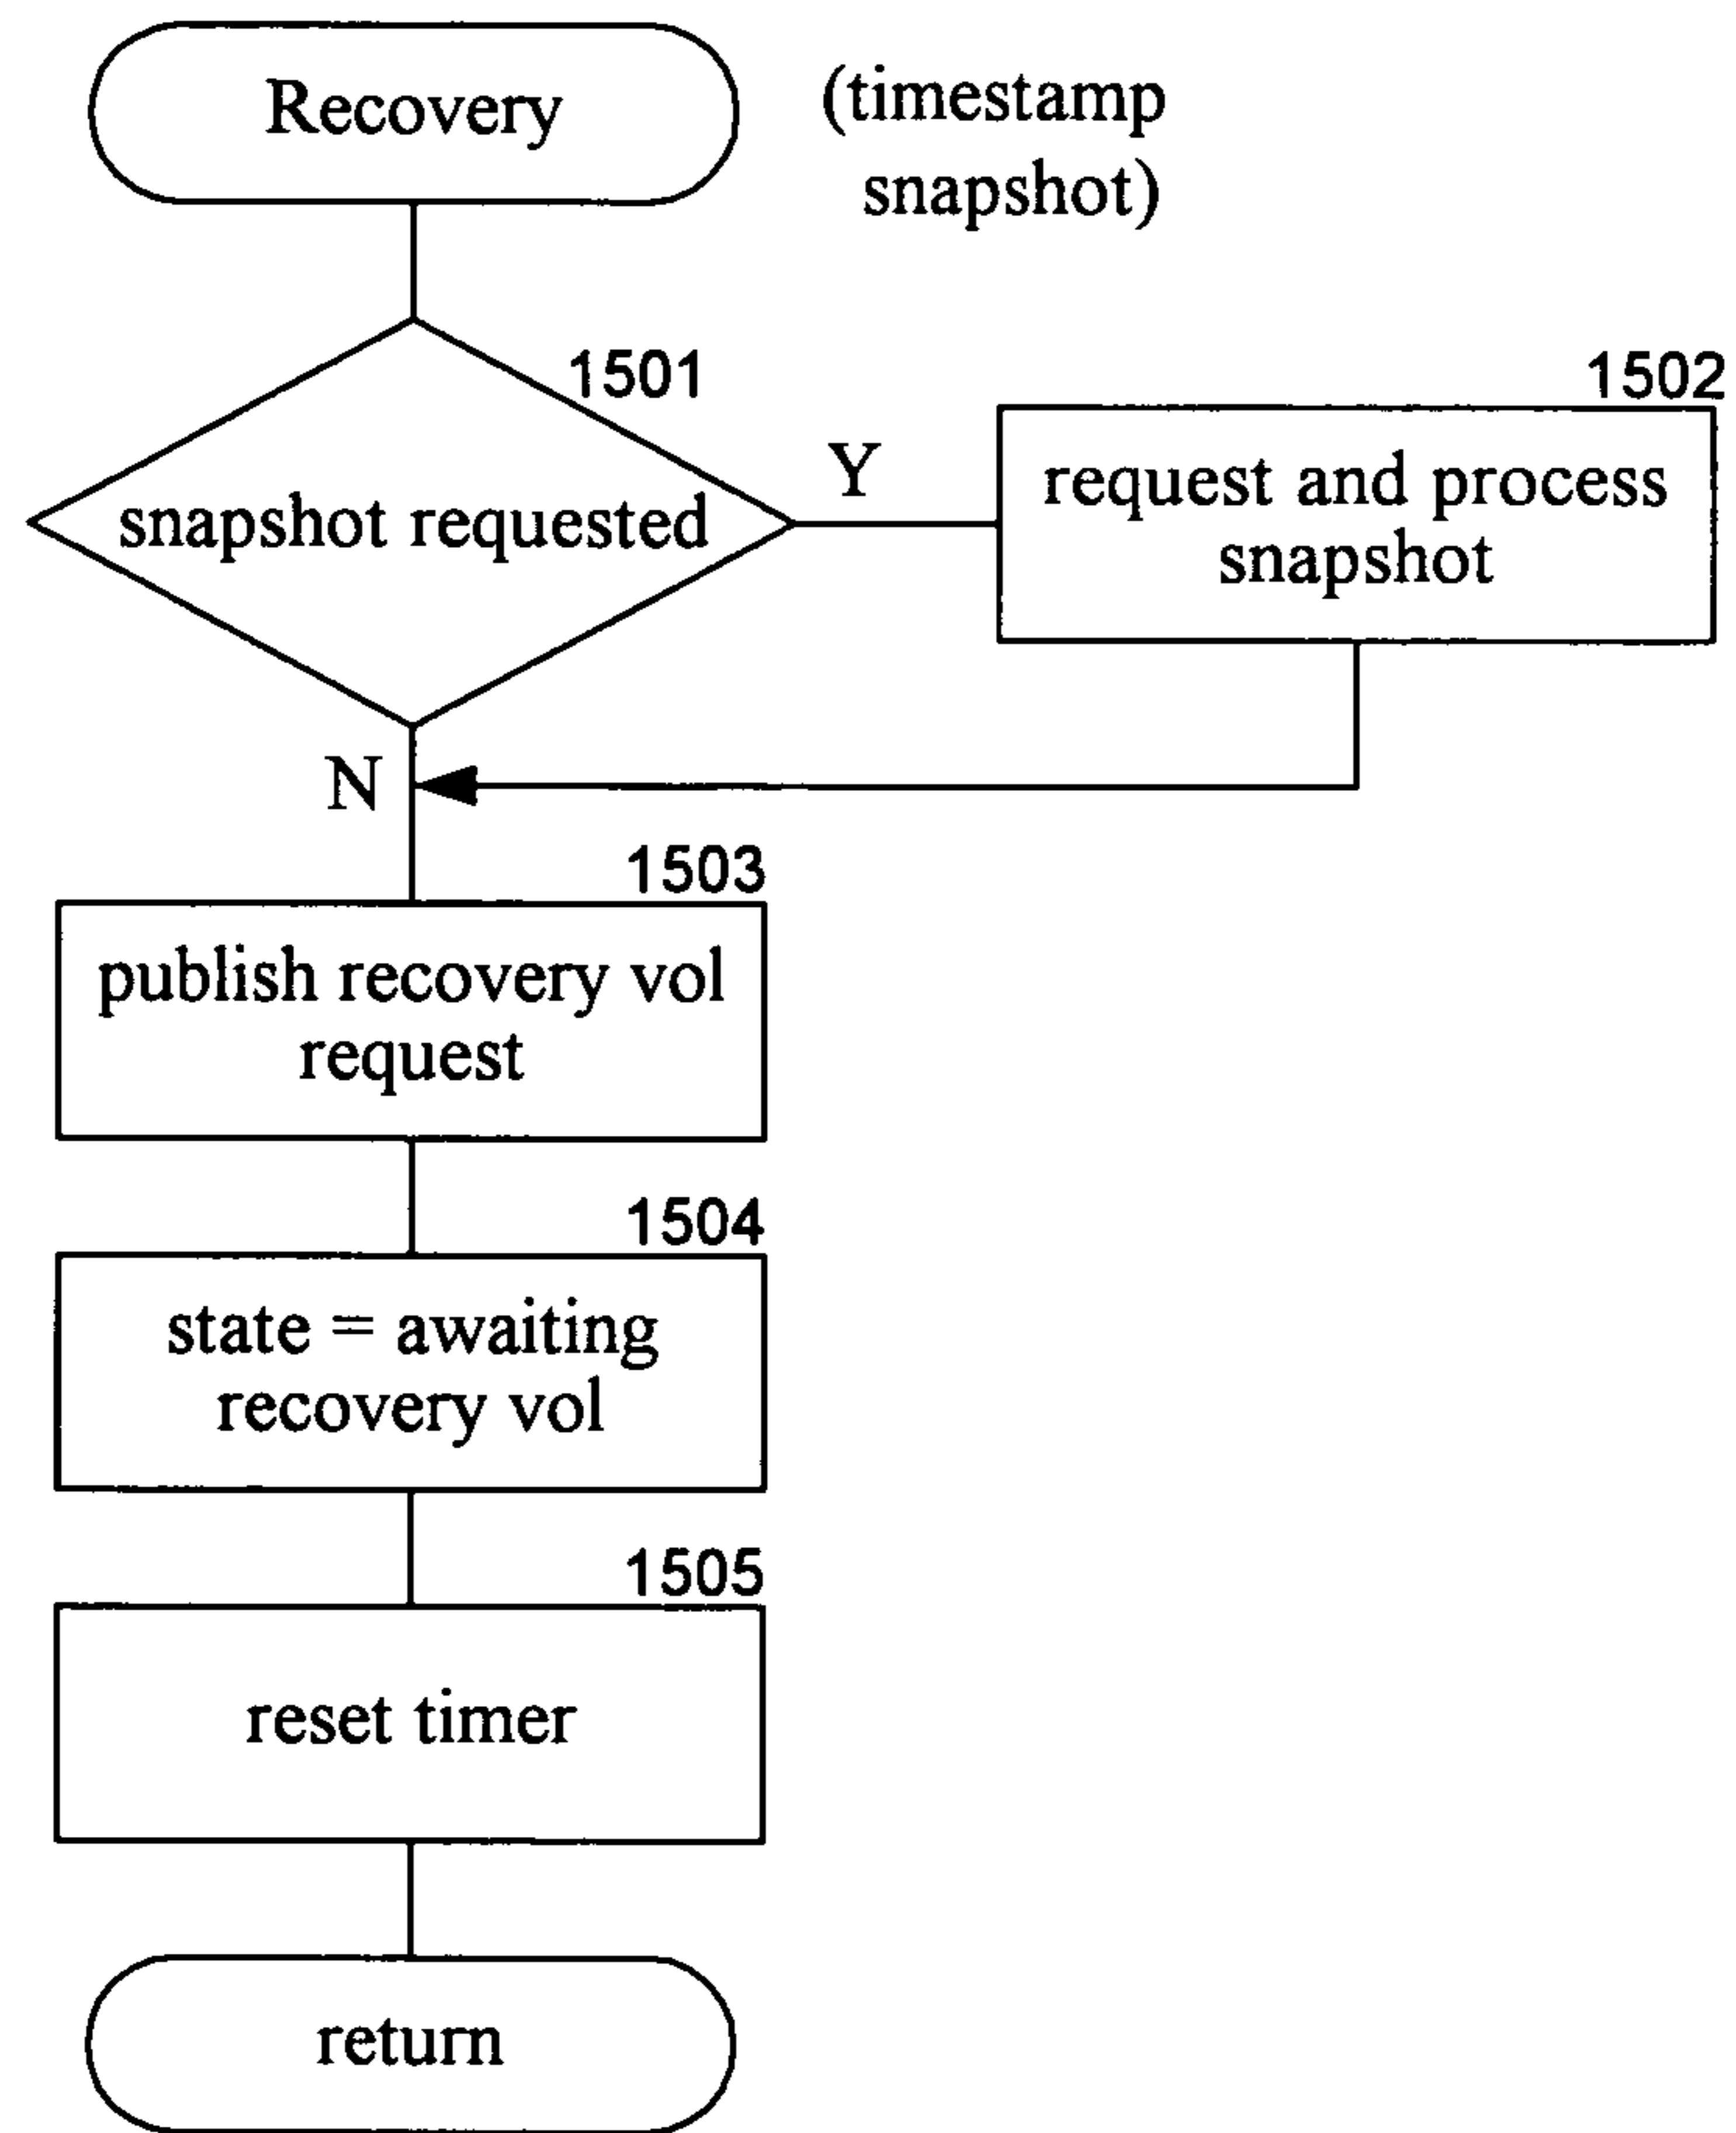 Recovery
(timestamp
snapshot)
1501
snapshot requested
Y
1502
request and process
snapshot
N
1503
publish recovery vol
request
1504
state = awaiting
recovery vol
1505
reset timer
return